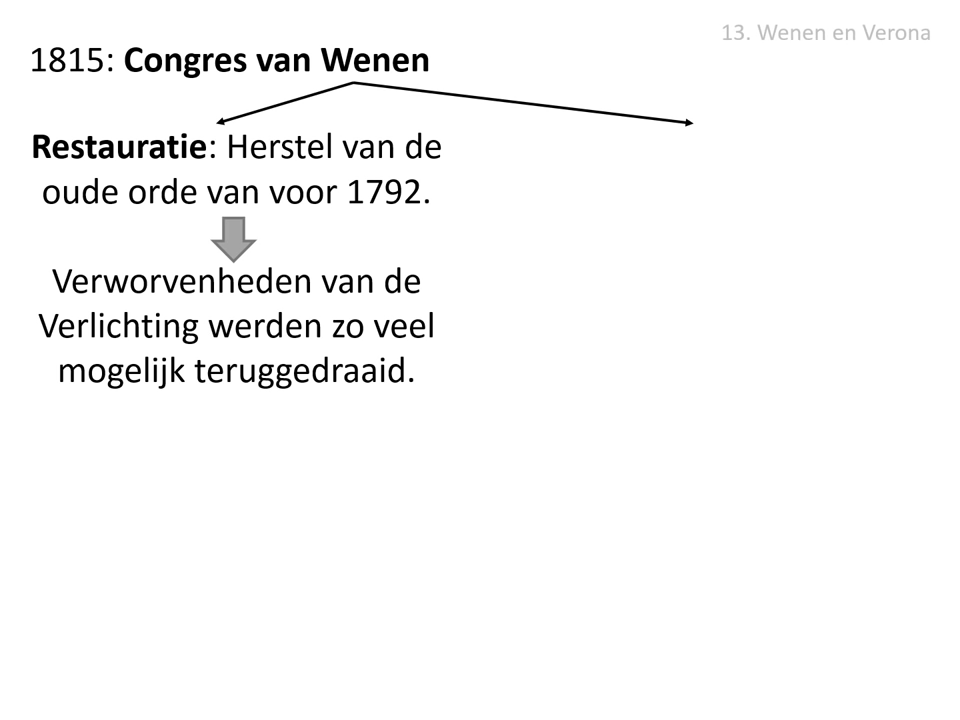 13. Wenen en Verona
1815: Congres van Wenen
Restauratie: Herstel van de
oude orde van voor 1792.
Verworvenheden van de
Verlichting werden zo veel
mogelijk teruggedraaid.